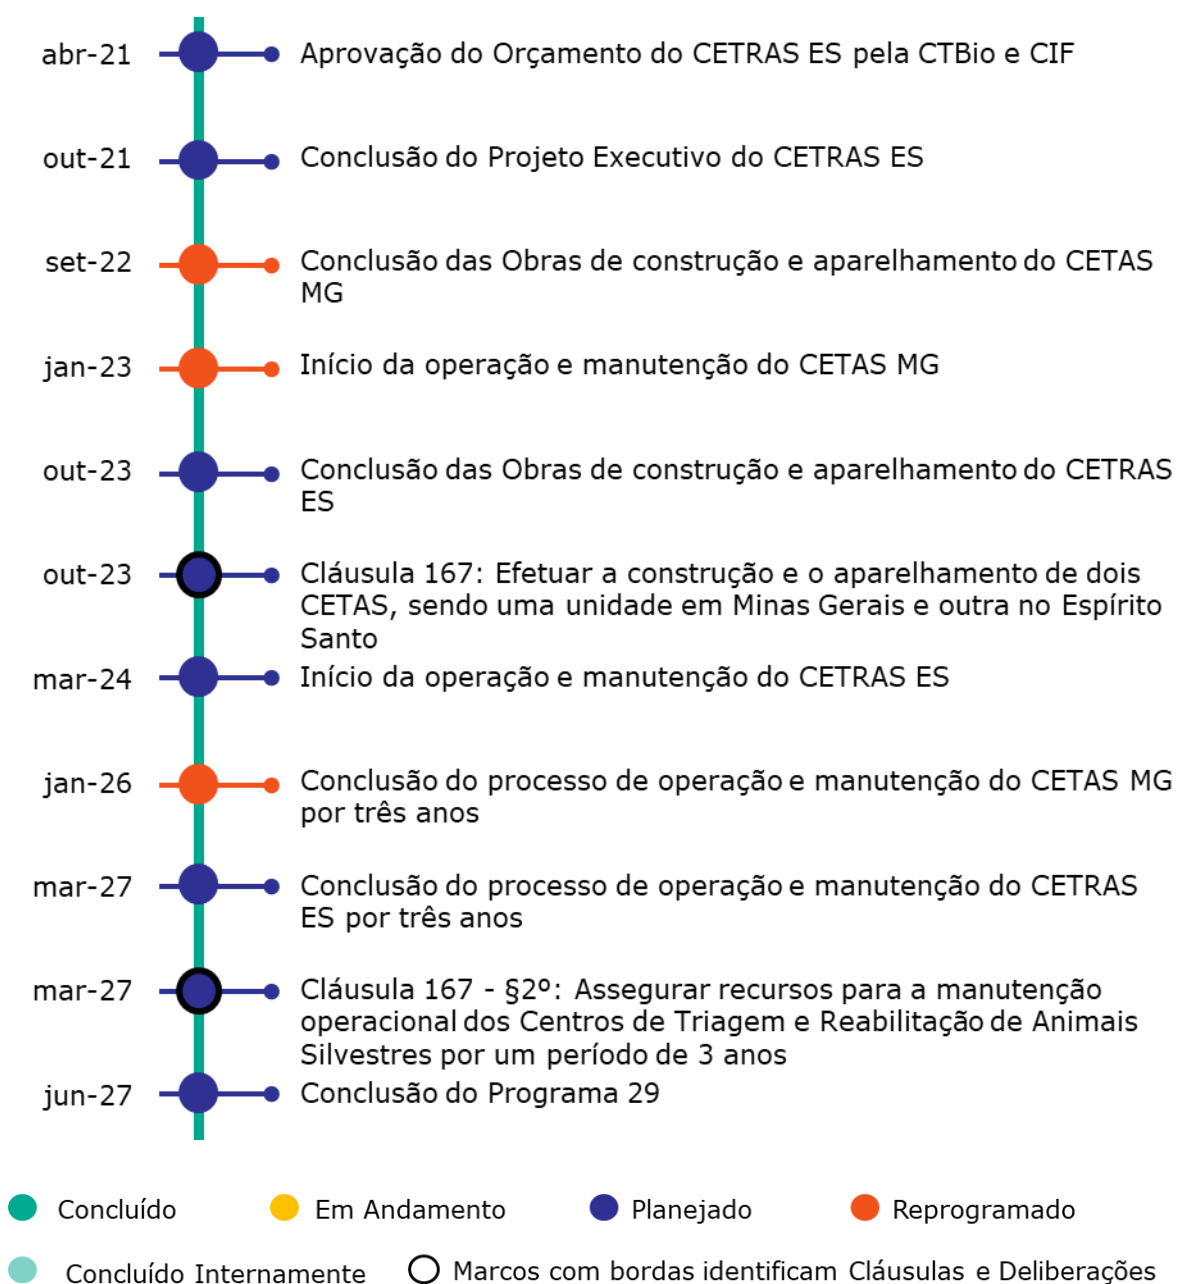 abr-21 Aprovação do Orçamento do CETRAS ES pela CTBio e CIF
out-21 Conclusão do Projeto Executivo do CETRAS ES
set-22 Conclusão das Obras de construção e aparelhamento do CETAS
MG
jan-23 Início da operação e manutenção do CETAS MG
out-23 Conclusão das Obras de construção e aparelhamento do CETRAS
ES
out-23 Cláusula 167: Efetuar a construção e o aparelhamento de dois
CETAS, sendo uma unidade em Minas Gerais e outra no Espírito
Santo
mar-24 Início da operação e manutenção do CETRAS ES
jan-26 Conclusão do processo de operação e manutenção do CETAS MG
por três anos
mar-27 Conclusão do processo de operação e manutenção do CETRAS
ES por três anos
mar-27 Cláusula 167 - §2º: Assegurar recursos para a manutenção
operacional dos Centros de Triagem e Reabilitação de Animais
Silvestres por um período de 3 anos
jun-27 Conclusão do Programa 29
Concluído Em Andamento Planejado Reprogramado
Concluído Internamente Marcos com bordas identificam Cláusulas e Deliberações